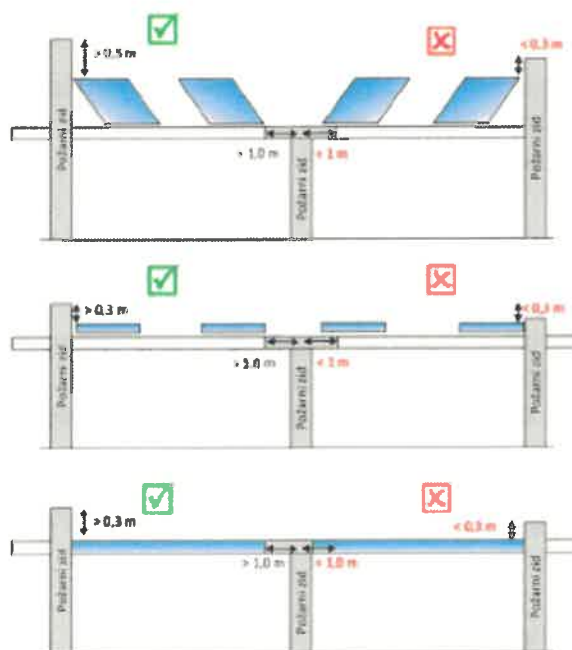 > 0,5 m
< 0,3 m
Požarni zid
> 1,0 m
< 1 m
Požarni zid
Požarni zid
> 0,3 m
< 0,3 m
Požarni zid
m
< 1 m
Požarni zid
Požarni zid
> 0,3 m
< 0,3 m
Požarni zid
> 1,0 m
< 1,0 m
Požarni zid
Požarni zid